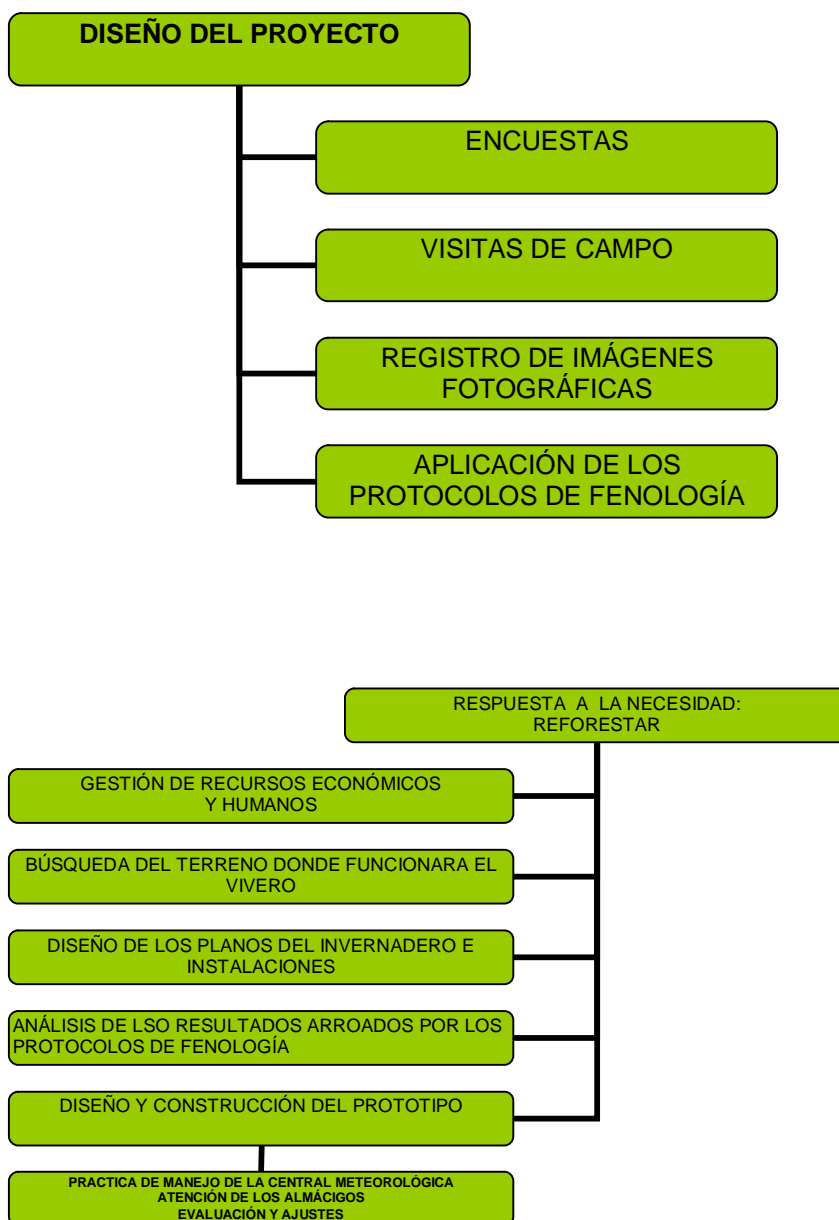 DISEÑO DEL PROYECTO
ENCUESTAS
VISITAS DE CAMPO
REGISTRO DE IMÁGENES
FOTOGRÁFICAS
APLICACIÓN DE LOS
PROTOCOLOS DE FENOLOGÍA
RESPUESTA A LA NECESIDAD:
REFORESTAR
GESTIÓN DE RECURSOS ECONÓMICOS
Y HUMANOS
BÚSQUEDA DEL TERRENO DONDE FUNCIONARA EL
VIVERO
DISEÑO DE LOS PLANOS DEL INVERNADERO E
INSTALACIONES
ANÁLISIS DE LSO RESULTADOS ARROADOS POR LOS
PROTOCOLOS DE FENOLOGÍA
DISEÑO Y CONSTRUCCIÓN DEL PROTOTIPO
PRACTICA DE MANEJO DE LA CENTRAL METEOROLÓGICA
ATENCIÓN DE LOS ALMÁCIGOS
EVALUACIÓN Y AJUSTES